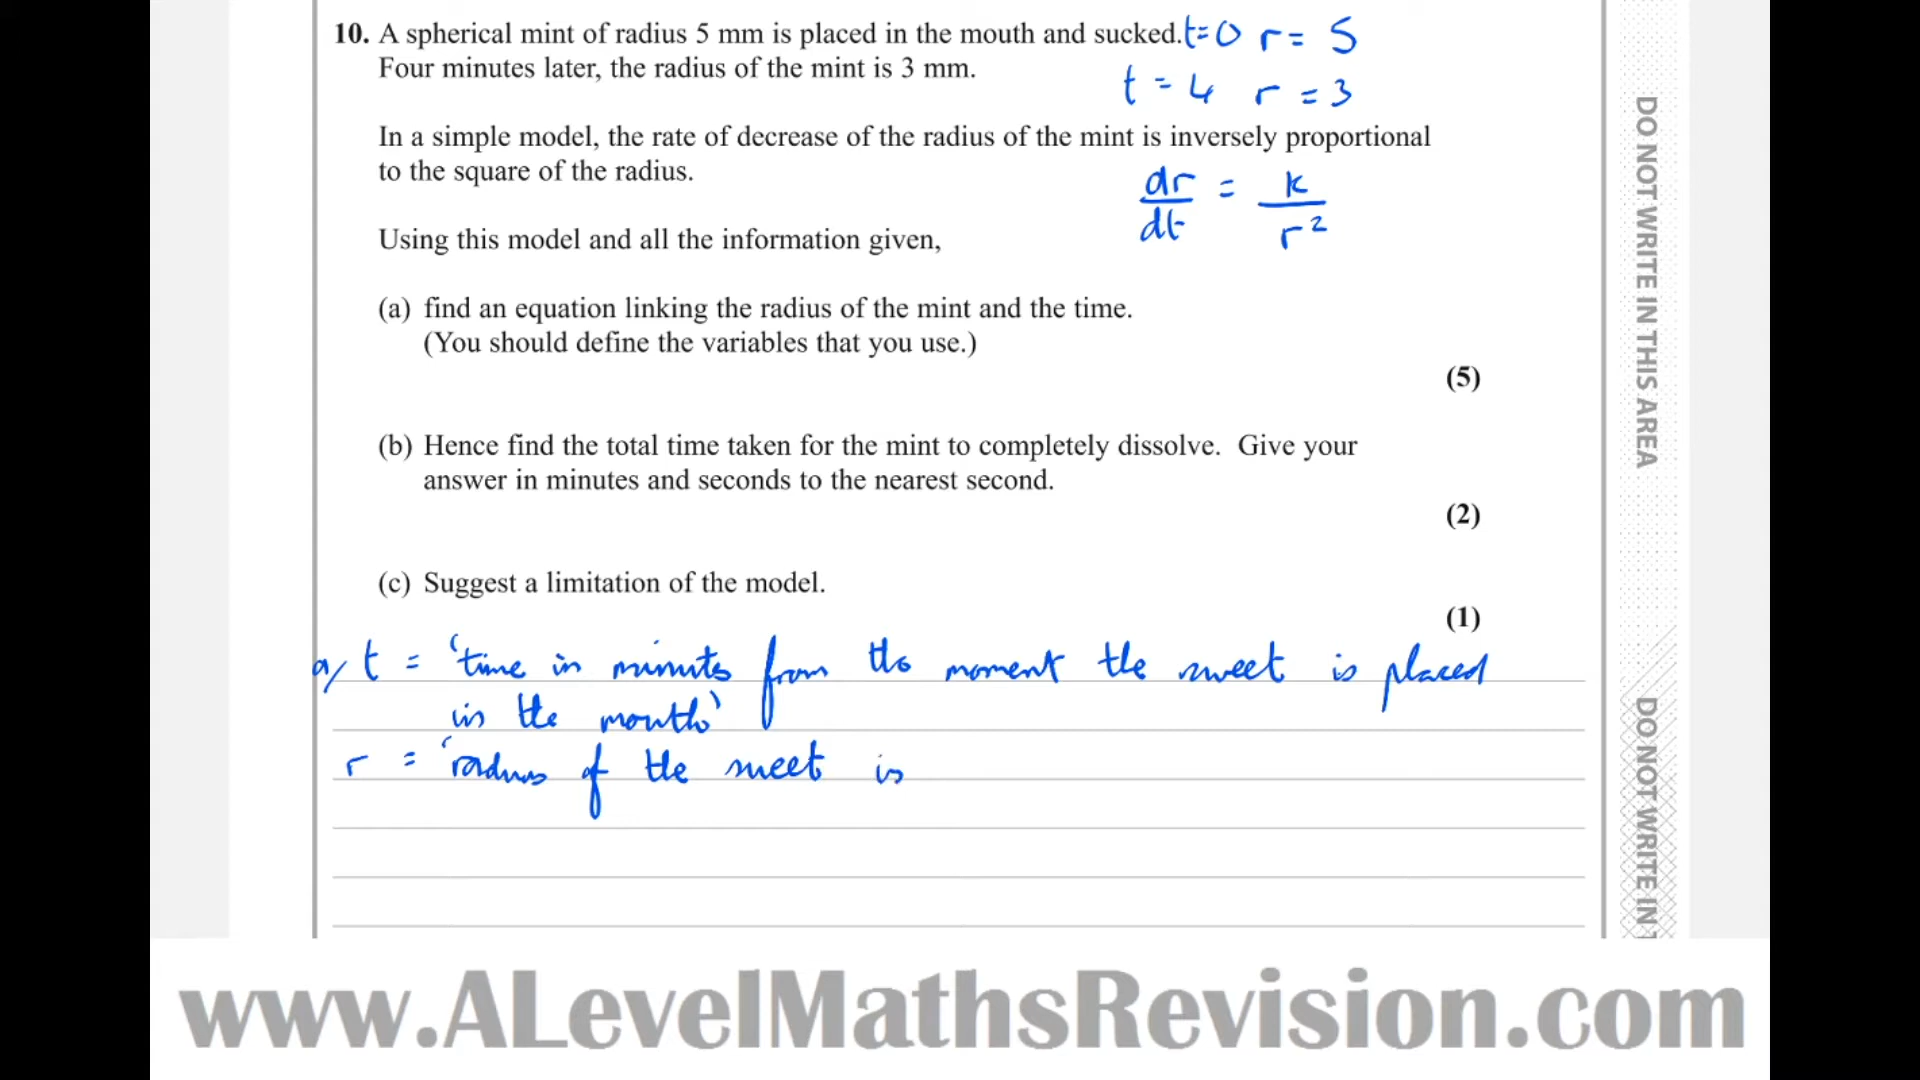 10. A spherical mint of radius 5 mm is placed in the mouth and sucked. t=0 r = 5
Four minutes later, the radius of the mint is 3 mm.
t = 4 r = 3
In a simple model, the rate of decrease of the radius of the mint is inversely proportional
to the square of the radius.
dr/dt = k/r²
Using this model and all the information given,
(a) find an equation linking the radius of the mint and the time.
(You should define the variables that you use.)
(5)
(b) Hence find the total time taken for the mint to completely dissolve. Give your
answer in minutes and seconds to the nearest second.
(2)
(c) Suggest a limitation of the model.
(1)
a/ t = 'time in minutes from the moment the sweet is placed
in the mouth'
r = 'radius of the sweet in
DO NOT WRITE IN THIS AREA
DO NOT WRITE IN T
www.ALevelMathsRevision.com